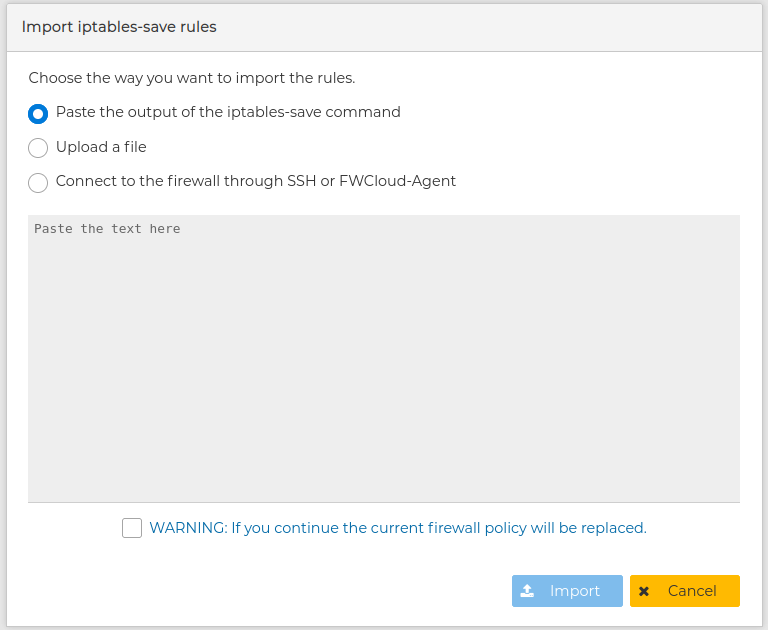 Import iptables-save rules
Choose the way you want to import the rules.
Paste the output of the iptables-save command
Upload a file
Connect to the firewall through SSH or FWCloud-Agent
Paste the text here
WARNING: If you continue the current firewall policy will be replaced.
Import
Cancel